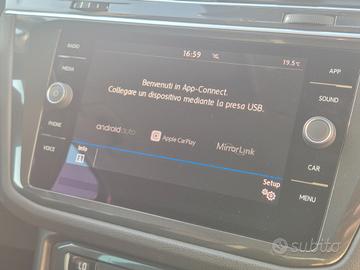 RADIO
MEDIA
PHONE
VOICE
16:59
19.5°C
Benvenuti in App-Connect.
Collegare un dispositivo mediante la presa USB.
androidauto
Apple CarPlay
MirrorLink
Info
Setup
APP
SOUND
CAR
MENU
subito